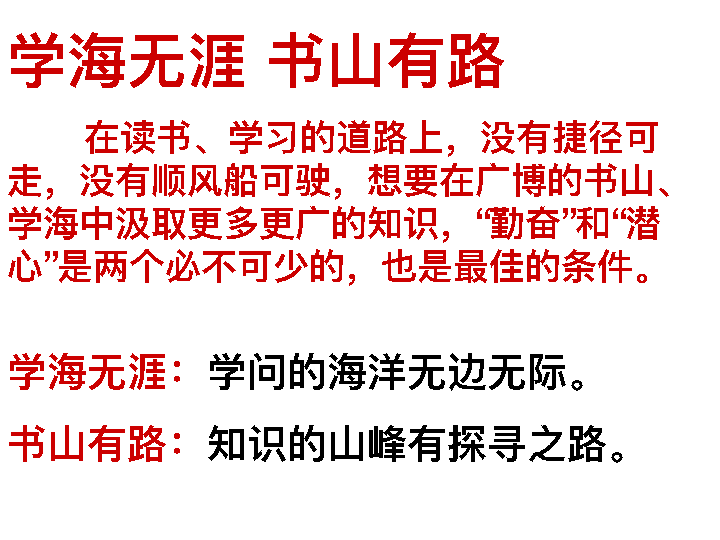 学海无涯 书山有路
在读书、学习的道路上，没有捷径可
走，没有顺风船可驶，想要在广博的书山、
学海中汲取更多更广的知识，“勤奋”和“潜
心”是两个必不可少的，也是最佳的条件。
学海无涯：学问的海洋无边无际。
书山有路：知识的山峰有探寻之路。